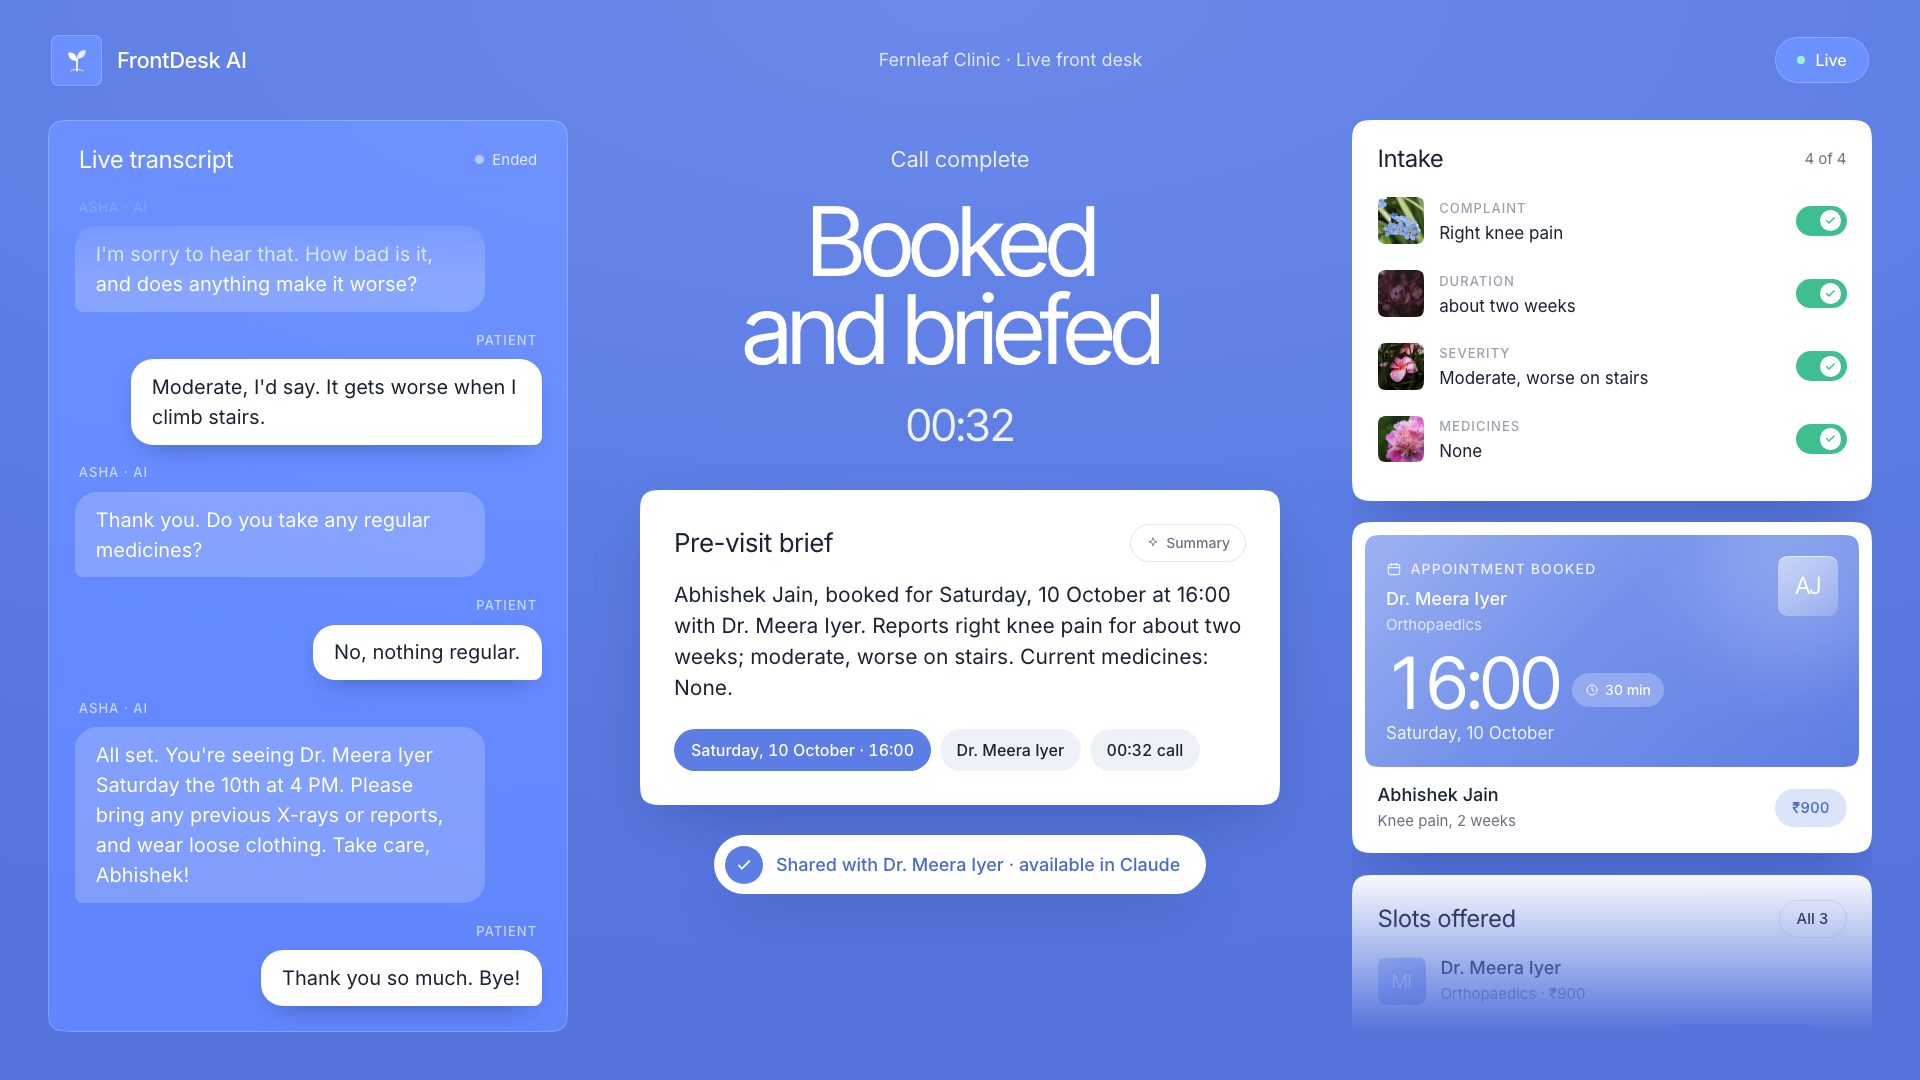 FrontDesk AI
Fernleaf Clinic · Live front desk
Live
Live transcript
Ended
ASHA · AI
I'm sorry to hear that. How bad is it,
and does anything make it worse?
PATIENT
Moderate, I'd say. It gets worse when I
climb stairs.
ASHA · AI
Thank you. Do you take any regular
medicines?
PATIENT
No, nothing regular.
ASHA · AI
All set. You're seeing Dr. Meera Iyer
Saturday the 10th at 4 PM. Please
bring any previous X-rays or reports,
and wear loose clothing. Take care,
Abhishek!
PATIENT
Thank you so much. Bye!
Call complete
Booked
and briefed
00:32
Pre-visit brief
Summary
Abhishek Jain, booked for Saturday, 10 October at 16:00
with Dr. Meera Iyer. Reports right knee pain for about two
weeks; moderate, worse on stairs. Current medicines:
None.
Saturday, 10 October · 16:00
Dr. Meera Iyer
00:32 call
Shared with Dr. Meera Iyer · available in Claude
Intake
4 of 4
COMPLAINT
Right knee pain
DURATION
about two weeks
SEVERITY
Moderate, worse on stairs
MEDICINES
None
APPOINTMENT BOOKED
AJ
Dr. Meera Iyer
Orthopaedics
16:00
30 min
Saturday, 10 October
Abhishek Jain
Knee pain, 2 weeks
₹900
Slots offered
All 3
MI
Dr. Meera Iyer
Orthopaedics · ₹900